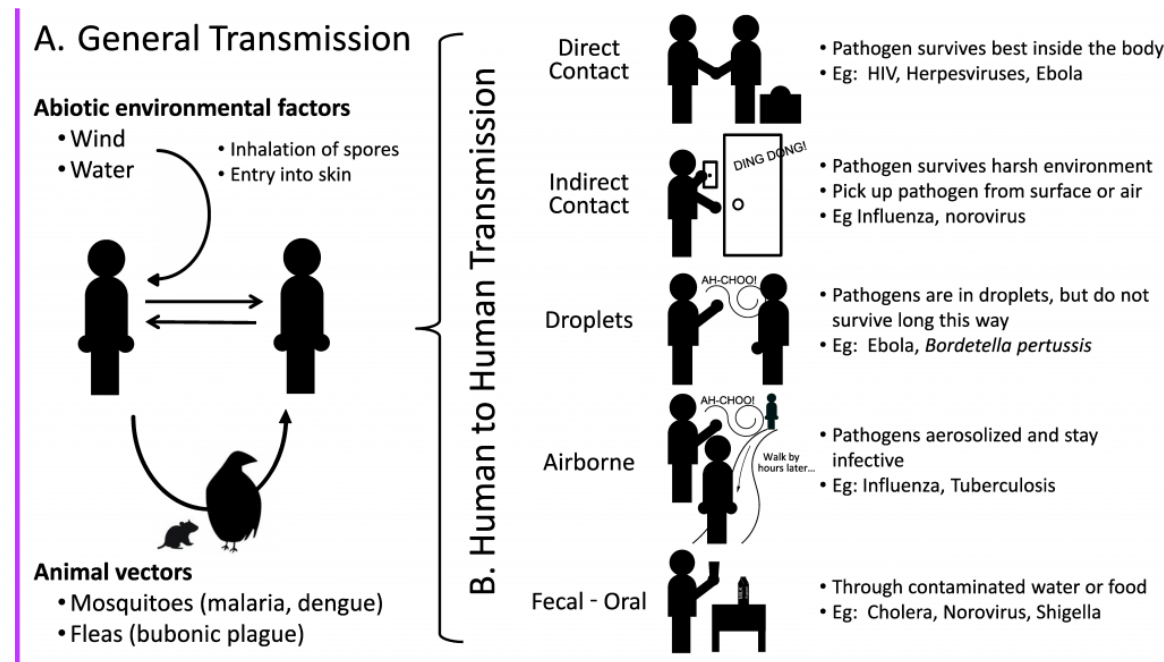 A. General Transmission
Abiotic environmental factors
• Wind
• Water
• Inhalation of spores
• Entry into skin
Animal vectors
• Mosquitoes (malaria, dengue)
• Fleas (bubonic plague)
B. Human to Human Transmission
Direct
Contact
• Pathogen survives best inside the body
• Eg: HIV, Herpesviruses, Ebola
Indirect
Contact
DING DONG!
• Pathogen survives harsh environment
• Pick up pathogen from surface or air
• Eg Influenza, norovirus
Droplets
AH-CHOO!
• Pathogens are in droplets, but do not
survive long this way
• Eg: Ebola, Bordetella pertussis
Airborne
AH-CHOO!
Walk by
hours later...
• Pathogens aerosolized and stay
infective
• Eg: Influenza, Tuberculosis
Fecal - Oral
• Through contaminated water or food
• Eg: Cholera, Norovirus, Shigella